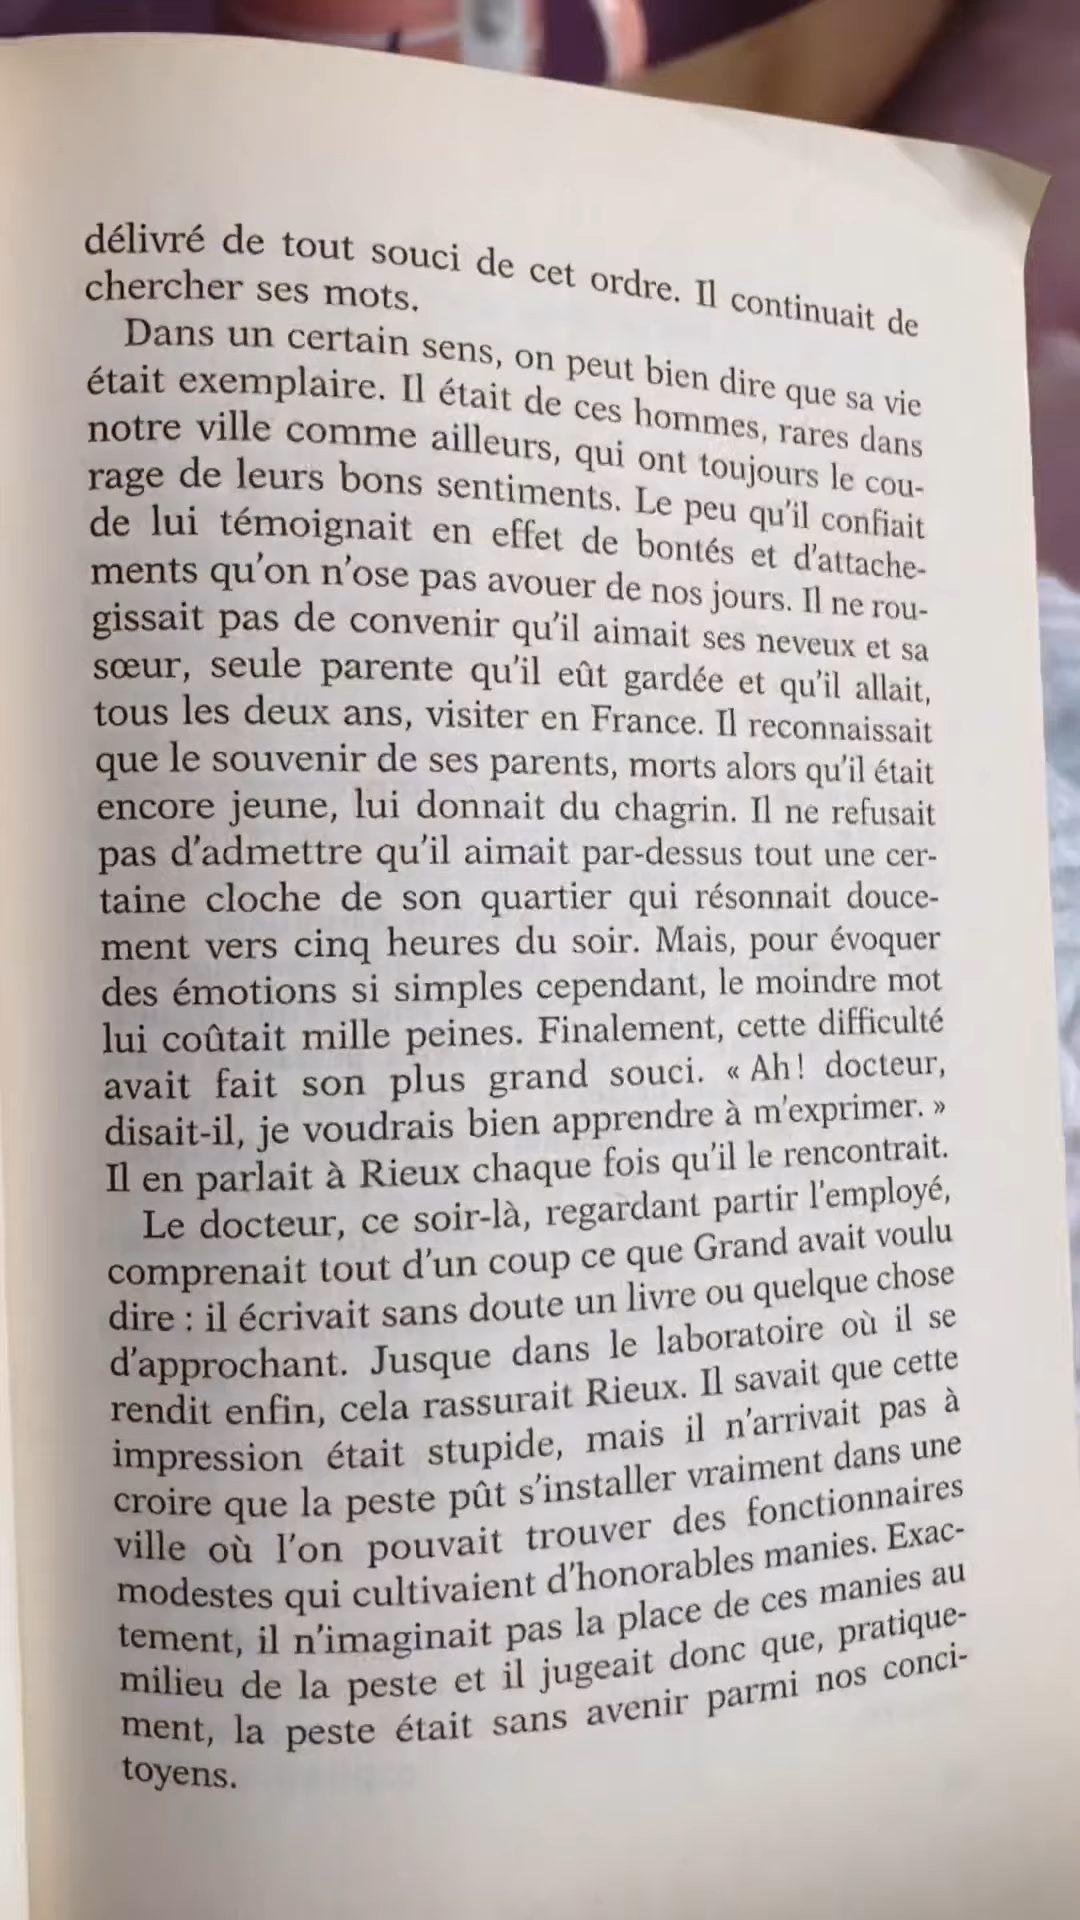 délivré de tout souci de cet ordre. Il continuait de
chercher ses mots.
Dans un certain sens, on peut bien dire que sa vie
était exemplaire. Il était de ces hommes, rares dans
notre ville comme ailleurs, qui ont toujours le cou-
rage de leurs bons sentiments. Le peu qu'il confiait
de lui témoignait en effet de bontés et d'attache-
ments qu'on n'ose pas avouer de nos jours. Il ne rou-
gissait pas de convenir qu'il aimait ses neveux et sa
sœur, seule parente qu'il eût gardée et qu'il allait,
tous les deux ans, visiter en France. Il reconnaissait
que le souvenir de ses parents, morts alors qu'il était
encore jeune, lui donnait du chagrin. Il ne refusait
pas d'admettre qu'il aimait par-dessus tout une cer-
taine cloche de son quartier qui résonnait douce-
ment vers cinq heures du soir. Mais, pour évoquer
des émotions si simples cependant, le moindre mot
lui coûtait mille peines. Finalement, cette difficulté
avait fait son plus grand souci. « Ah! docteur,
disait-il, je voudrais bien apprendre à m'exprimer. »
Il en parlait à Rieux chaque fois qu'il le rencontrait.
Le docteur, ce soir-là, regardant partir l'employé,
comprenait tout d'un coup ce que Grand avait voulu
dire : il écrivait sans doute un livre ou quelque chose
d'approchant. Jusque dans le laboratoire où il se
rendit enfin, cela rassurait Rieux. Il savait que cette
impression était stupide, mais il n'arrivait pas à
croire que la peste pût s'installer vraiment dans une
ville où l'on pouvait trouver des fonctionnaires
modestes qui cultivaient d'honorables manies. Exac-
tement, il n'imaginait pas la place de ces manies au
milieu de la peste et il jugeait donc que, pratique-
ment, la peste était sans avenir parmi nos conci-
toyens.